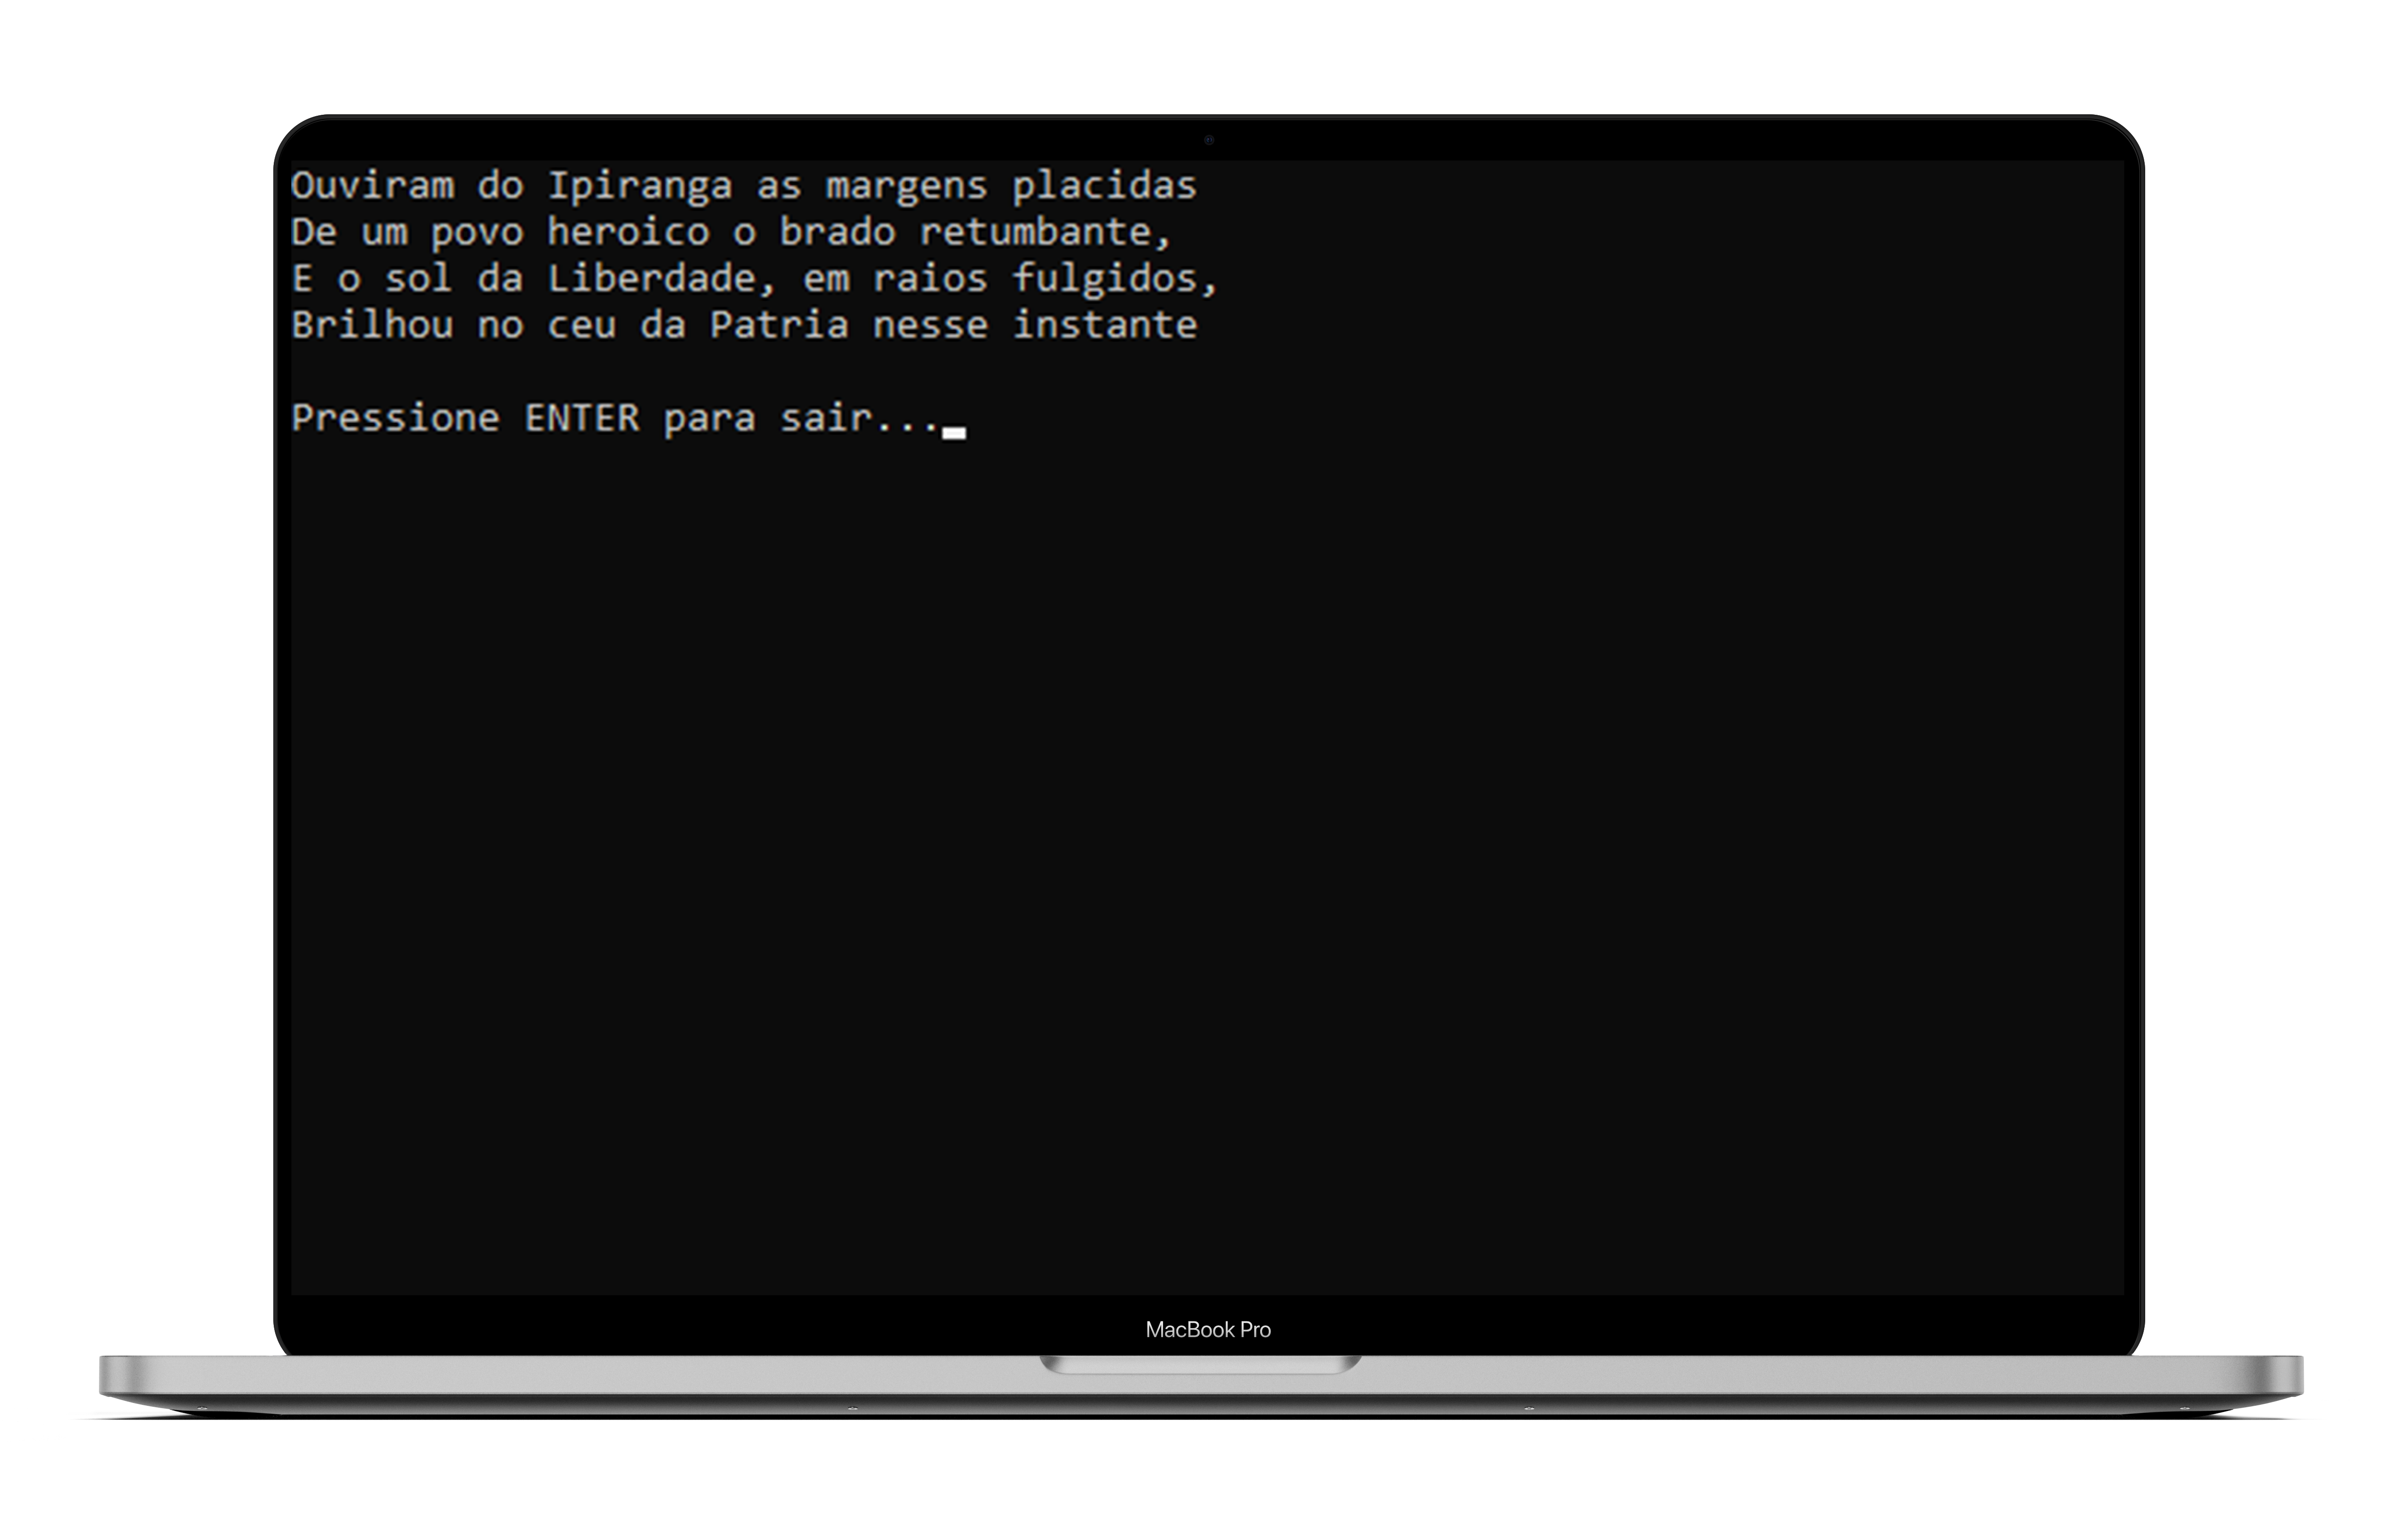 Ouviram do Ipiranga as margens placidas
De um povo heroico o brado retumbante,
E o sol da Liberdade, em raios fulgidos,
Brilhou no ceu da Patria nesse instante
Pressione ENTER para sair...
MacBook Pro